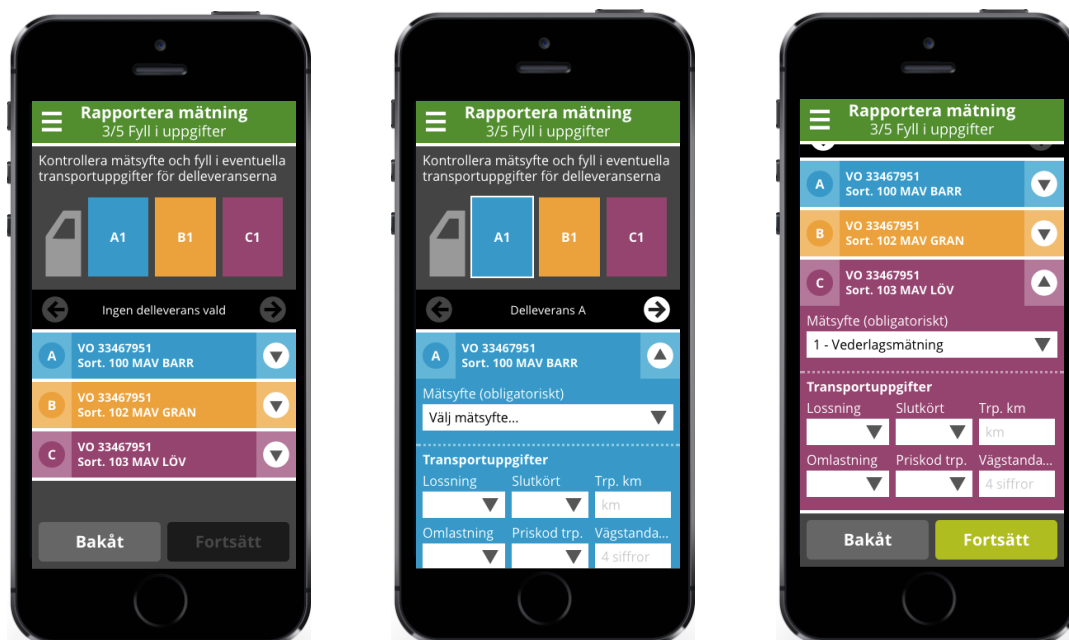 Rapportera mätning
3/5 Fyll i uppgifter
Kontrollera mätsyfte och fyll i eventuella
transportuppgifter för delleveranserna
A1 B1 C1
Ingen delleverans vald
A VO 33467951
Sort. 100 MAV BARR
B VO 33467951
Sort. 102 MAV GRAN
C VO 33467951
Sort. 103 MAV LÖV
Bakåt Fortsätt
Rapportera mätning
3/5 Fyll i uppgifter
Kontrollera mätsyfte och fyll i eventuella
transportuppgifter för delleveranserna
A1 B1 C1
Delleverans A
A VO 33467951
Sort. 100 MAV BARR
Mätsyfte (obligatoriskt)
Välj mätsyfte...
Transportuppgifter
Lossning Slutkört Trp. km
km
Omlastning Priskod trp. Vägstanda...
4 siffror
Rapportera mätning
3/5 Fyll i uppgifter
A VO 33467951
Sort. 100 MAV BARR
B VO 33467951
Sort. 102 MAV GRAN
C VO 33467951
Sort. 103 MAV LÖV
Mätsyfte (obligatoriskt)
1 - Vederlagsmätning
Transportuppgifter
Lossning Slutkört Trp. km
km
Omlastning Priskod trp. Vägstanda...
4 siffror
Bakåt Fortsätt